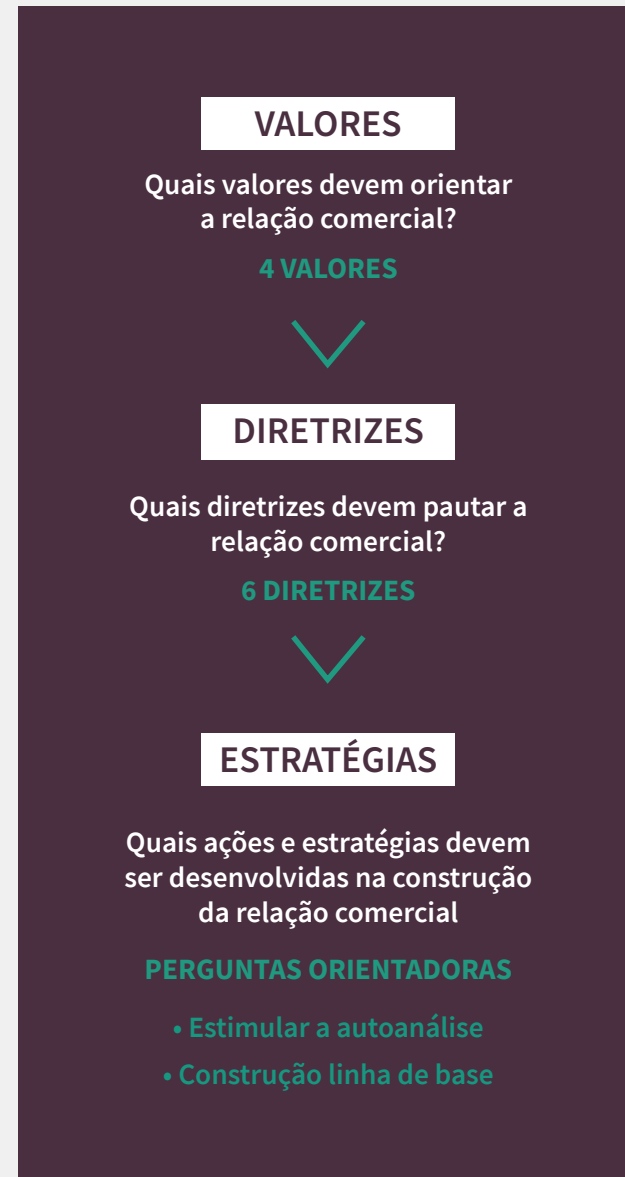 VALORES
Quais valores devem orientar
a relação comercial?
4 VALORES
DIRETRIZES
Quais diretrizes devem pautar a
relação comercial?
6 DIRETRIZES
ESTRATÉGIAS
Quais ações e estratégias devem
ser desenvolvidas na construção
da relação comercial
PERGUNTAS ORIENTADORAS
• Estimular a autoanálise
• Construção linha de base